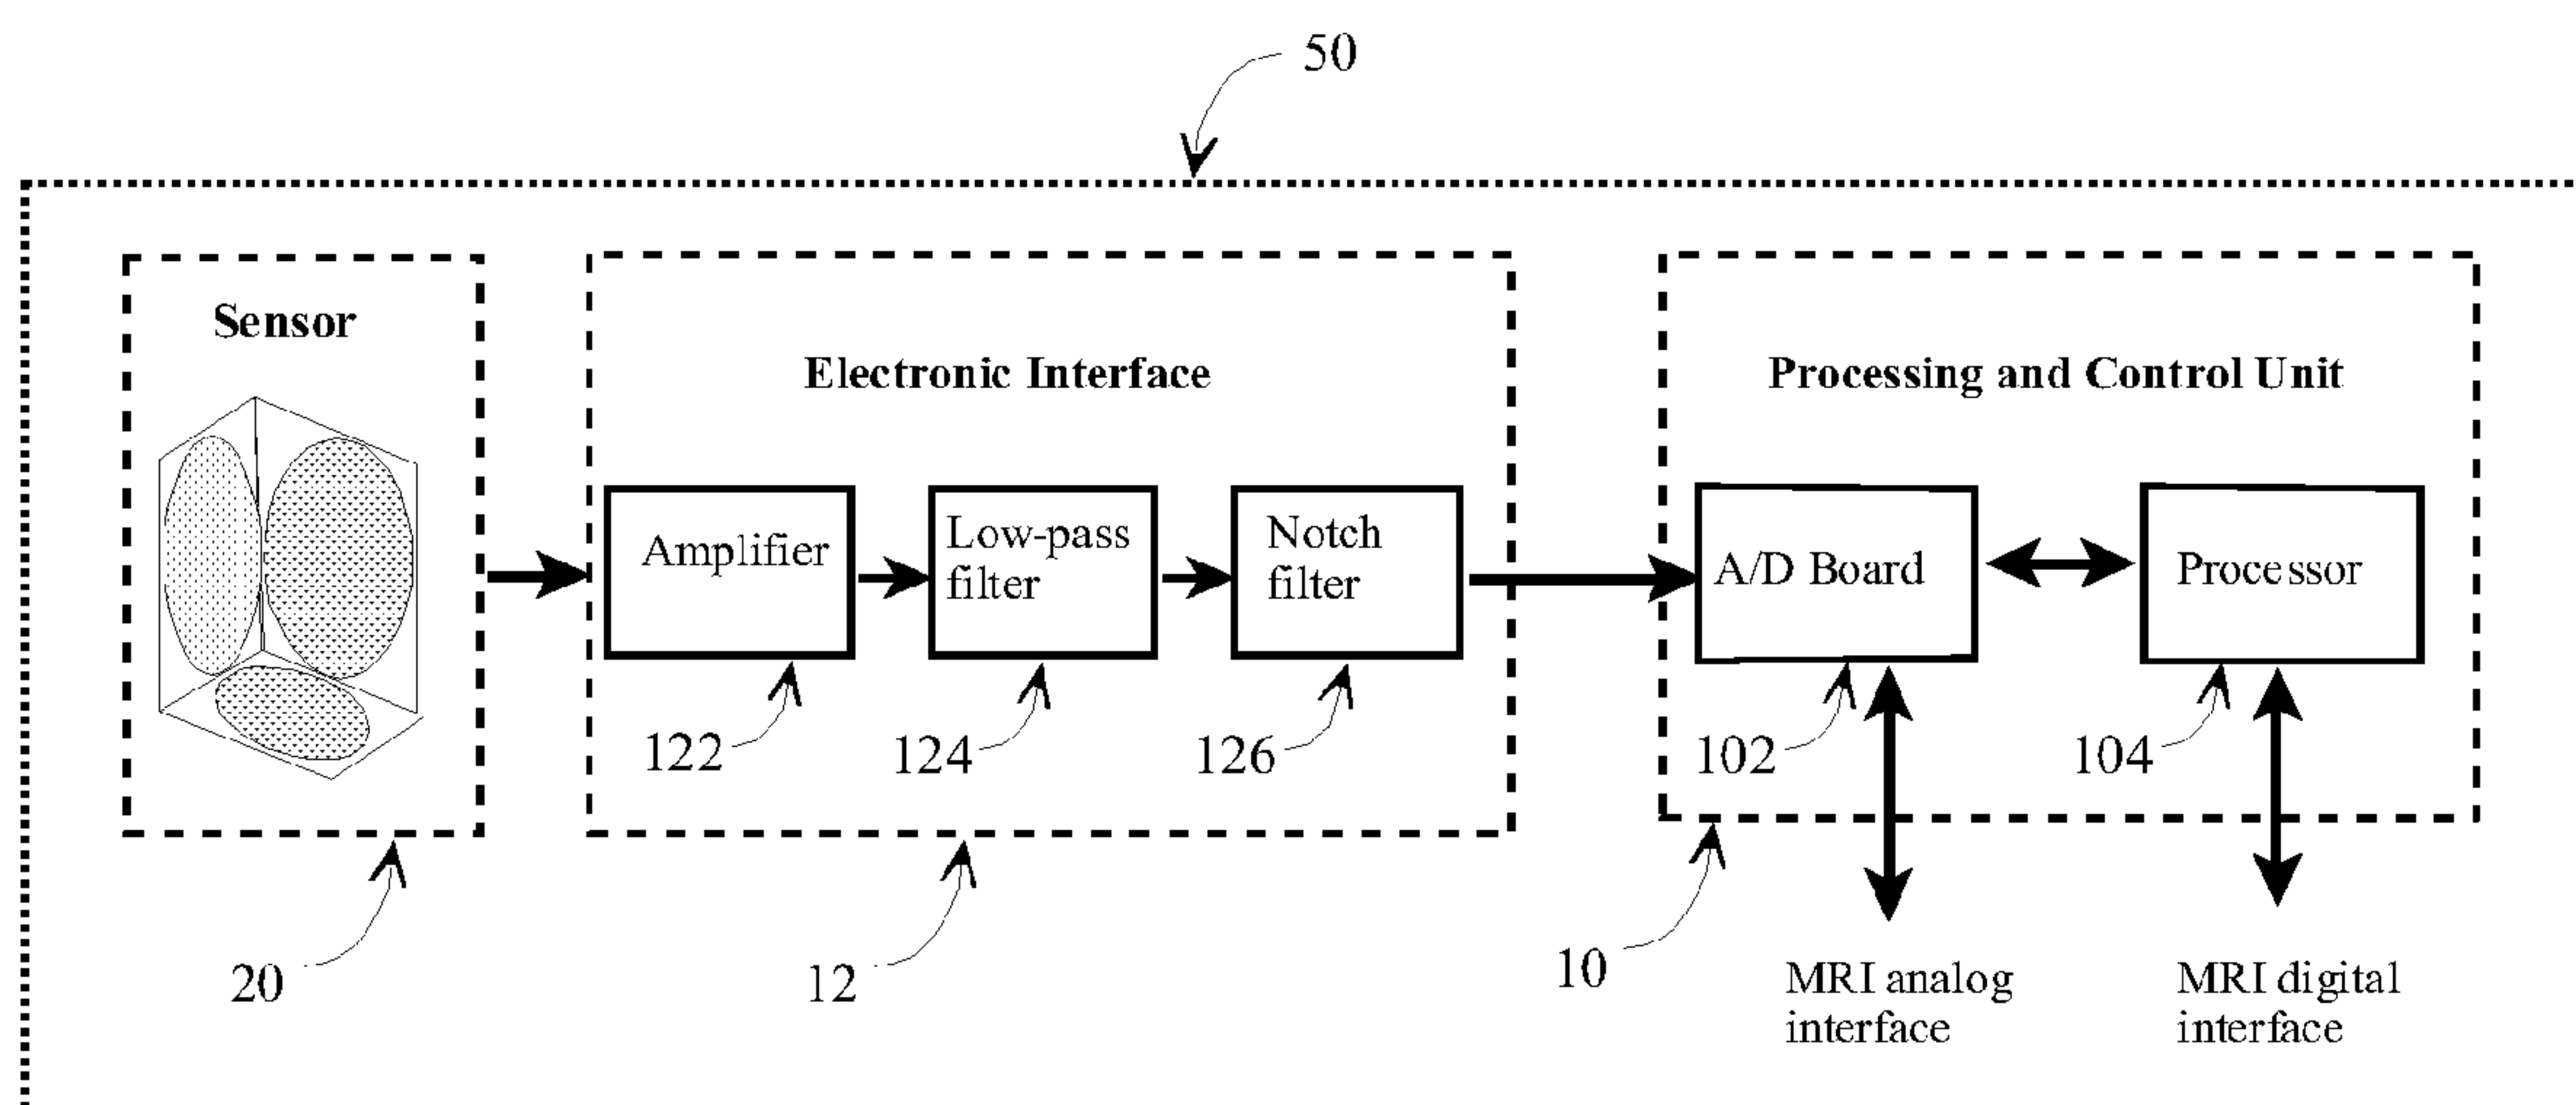 50
Sensor
Electronic Interface
Processing and Control Unit
Amplifier
Low-pass
filter
Notch
filter
A/D Board
Processor
122
124
126
102
104
20
12
10
MRI analog
interface
MRI digital
interface